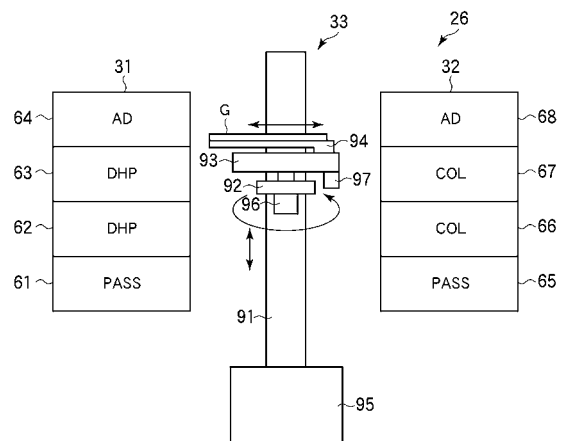 33
26
31
32
64 AD
G
94
AD 68
63 DHP
93
97
COL 67
92
96
62 DHP
COL 66
61 PASS
91
PASS 65
95